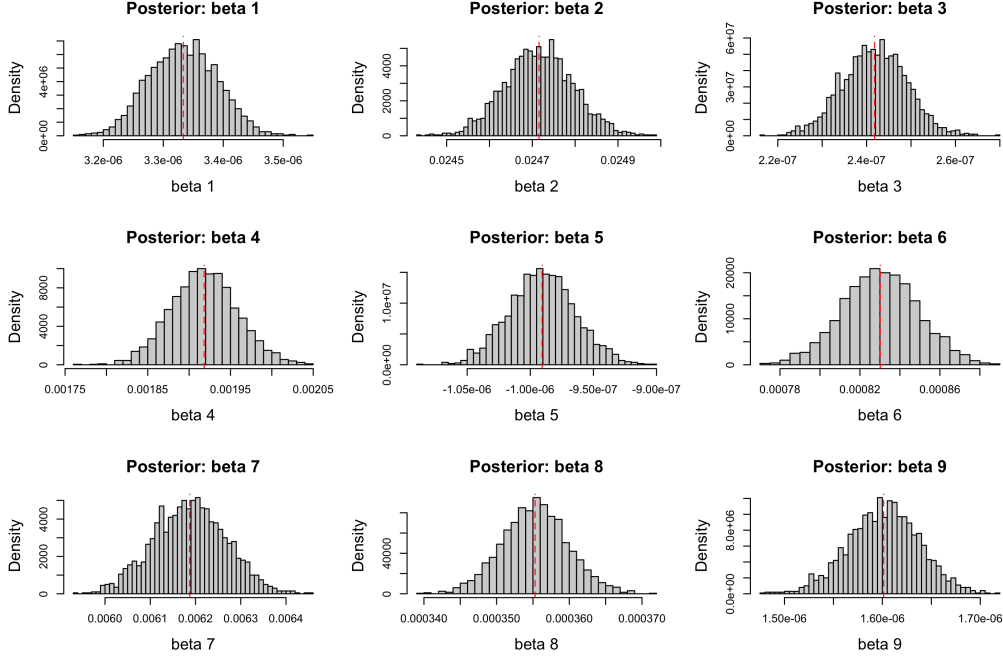 Posterior: beta 1
Density
0e+00 4e+06
3.2e-06 3.3e-06 3.4e-06 3.5e-06
beta 1
Posterior: beta 2
Density
0 2000 4000
0.0245 0.0247 0.0249
beta 2
Posterior: beta 3
Density
0e+00 3e+07 6e+07
2.2e-07 2.4e-07 2.6e-07
beta 3
Posterior: beta 4
Density
0 4000 8000
0.00175 0.00185 0.00195 0.00205
beta 4
Posterior: beta 5
Density
0.0e+00 1.0e+07
-1.05e-06 -1.00e-06 -9.50e-07 -9.00e-07
beta 5
Posterior: beta 6
Density
0 10000 20000
0.00078 0.00082 0.00086
beta 6
Posterior: beta 7
Density
0 2000 4000
0.0060 0.0061 0.0062 0.0063 0.0064
beta 7
Posterior: beta 8
Density
0 40000
0.000340 0.000350 0.000360 0.000370
beta 8
Posterior: beta 9
Density
0.0e+00 8.0e+06
1.50e-06 1.60e-06 1.70e-06
beta 9